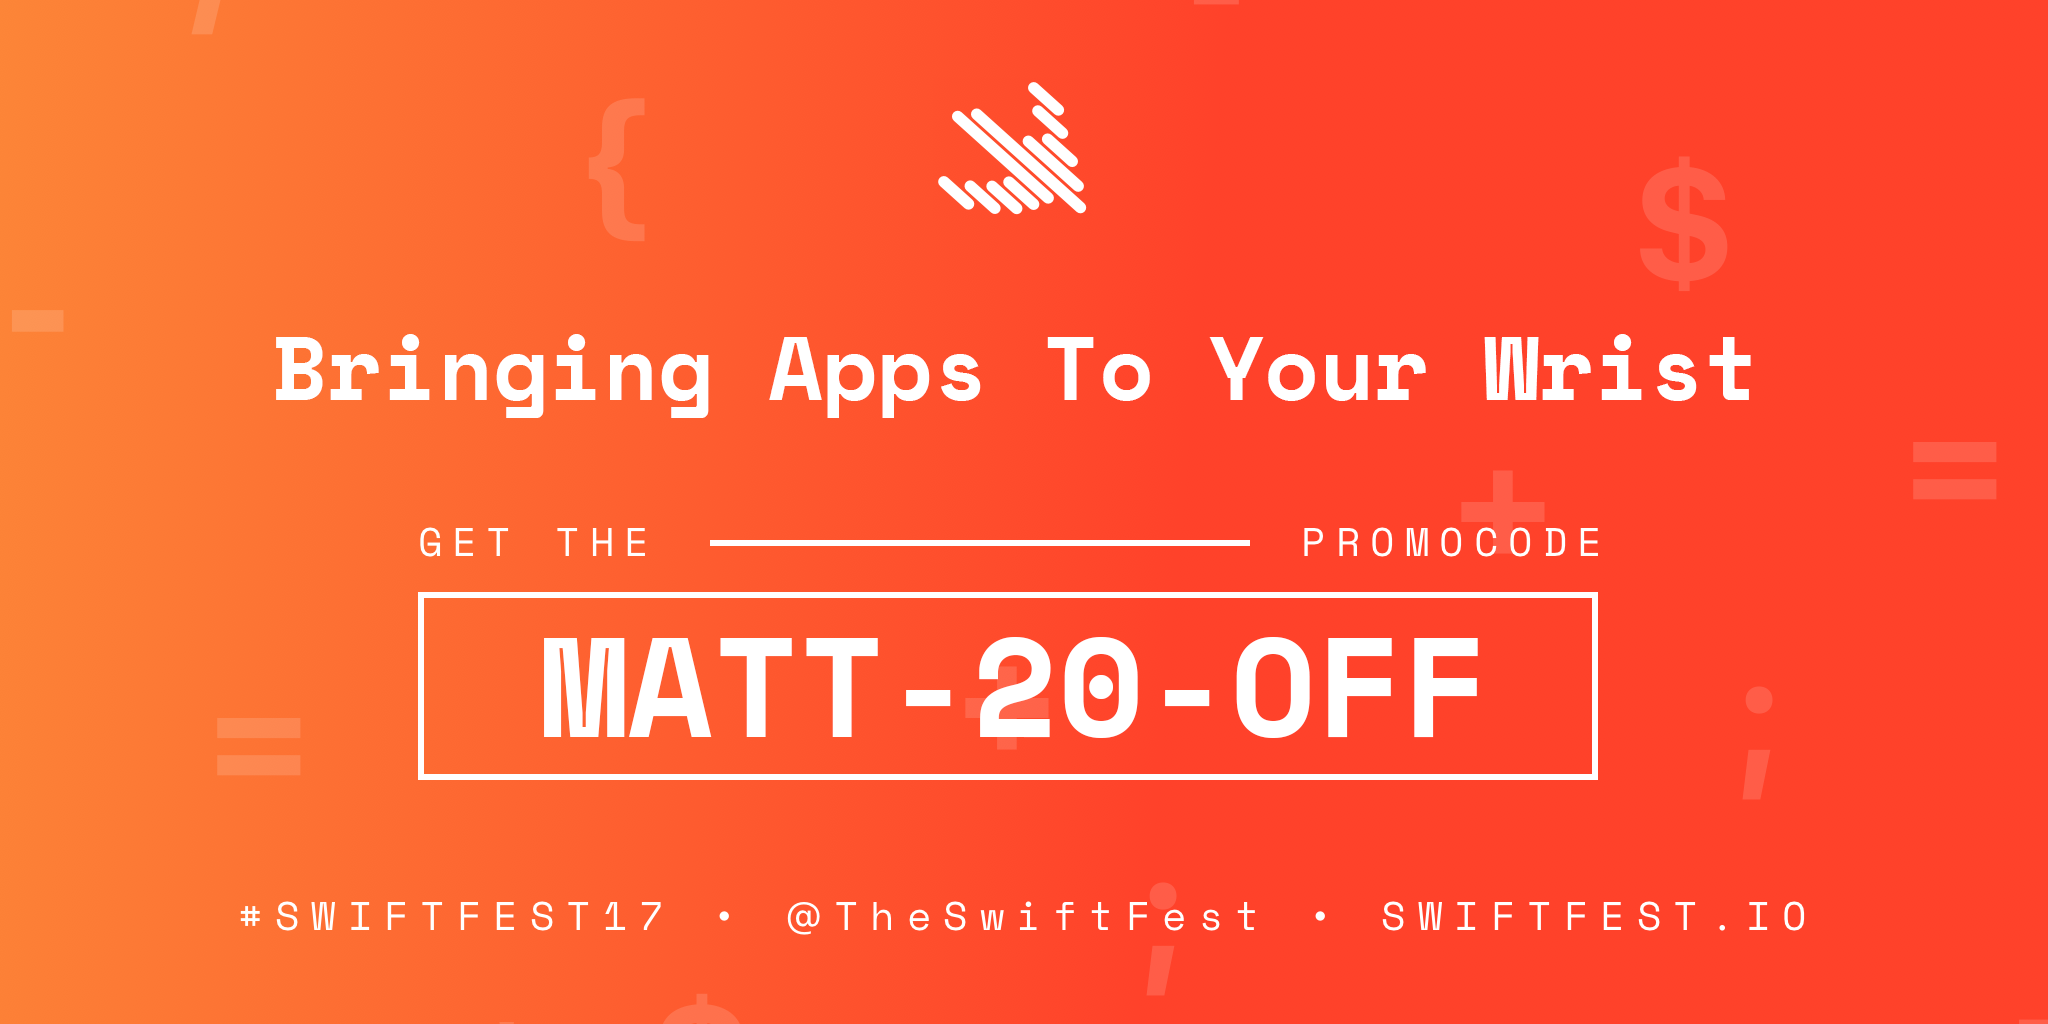 Bringing Apps To Your Wrist
GET THE PROMOCODE
MATT-20-OFF
#SWIFTFEST17 • @TheSwiftFest • SWIFTFEST.IO